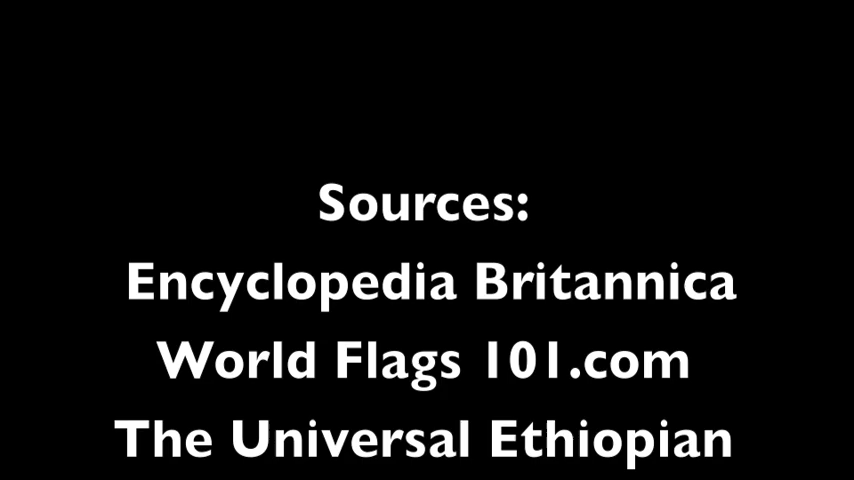 Sources:
Encyclopedia Britannica
World Flags 101.com
The Universal Ethiopian